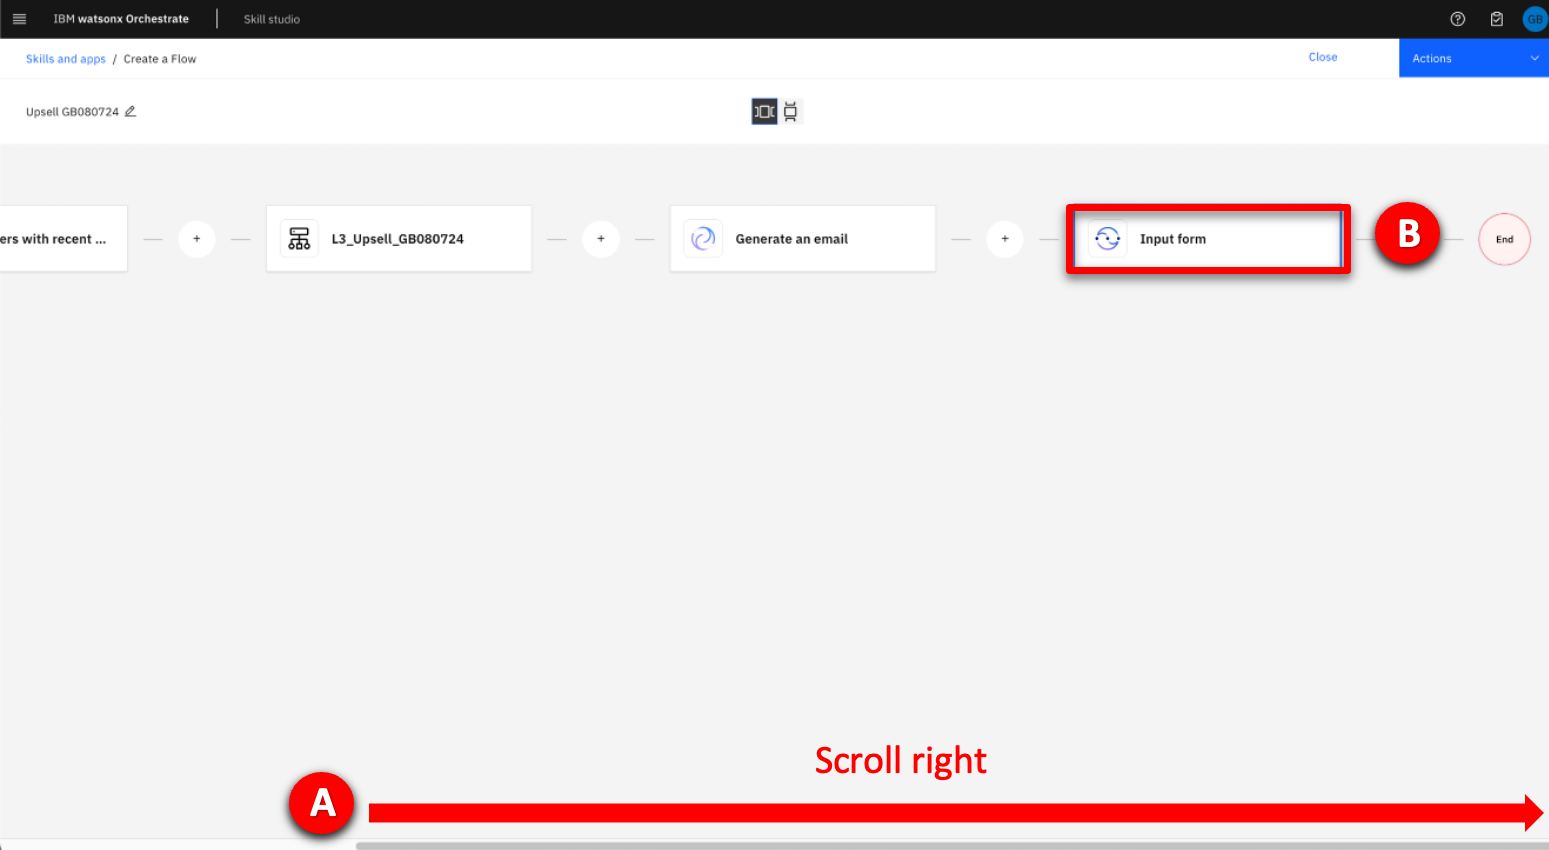 IBM watsonx Orchestrate
Skill studio
GB
Skills and apps / Create a Flow
Close
Actions
Upsell GB080724
ers with recent ...
+
L3_Upsell_GB080724
+
Generate an email
+
Input form
B
End
Scroll right
A